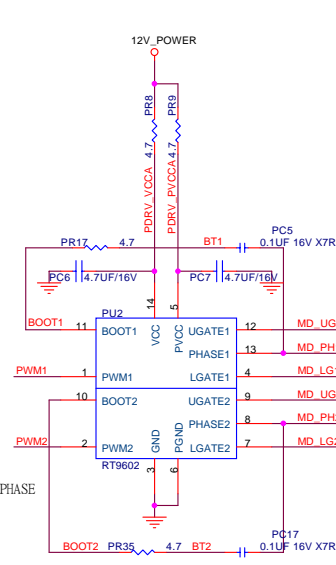 12V_POWER
PR8
PR9
4.7
4.7
PDRV_VCCA
PDRV_PVCCA
PC5
PR17
4.7
BT1
0.1UF 16V X7R
PC6
4.7UF/16V
PC7
4.7UF/16V
PU2
14
5
BOOT1
11
BOOT1
VCC
PVCC
UGATE1
12
MD_UG
PHASE1
13
MD_PH
PWM1
1
PWM1
LGATE1
4
MD_LG
10
BOOT2
UGATE2
9
MD_UG
PHASE2
8
MD_PH
PWM2
2
PWM2
GND
PGND
LGATE2
7
MD_LG
RT9602
3
6
PHASE
PC17
BOOT2
PR35
4.7
BT2
0.1UF 16V X7R